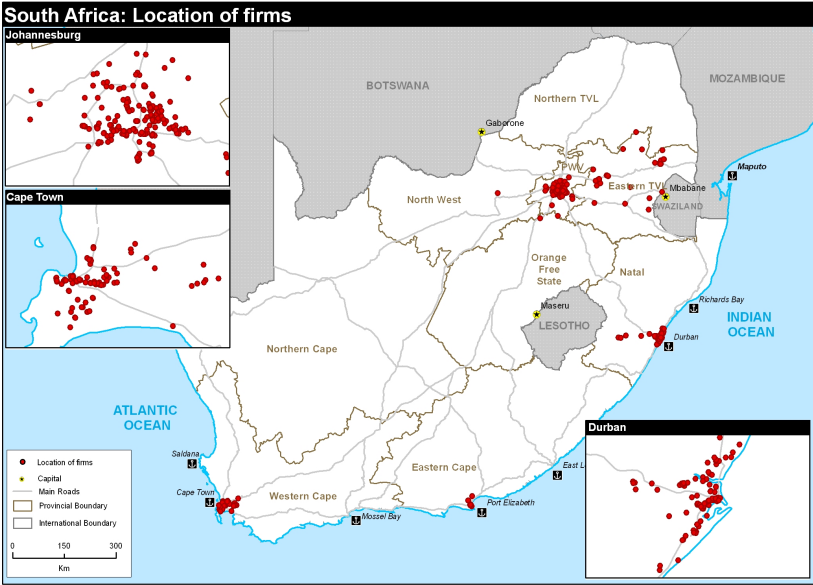 South Africa: Location of firms
Johannesburg
BOTSWANA
MOZAMBIQUE
Northern TVL
Gaborone
PWV
Maputo
Eastern TVL
Mbabane
Cape Town
North West
SWAZILAND
Orange
Free
State
Natal
Richards Bay
Maseru
INDIAN
OCEAN
LESOTHO
Durban
Northern Cape
ATLANTIC
OCEAN
Durban
Saldana
Location of firms
Capital
Main Roads
Provincial Boundary
International Boundary
0 150 300
Km
Cape Town
Western Cape
Eastern Cape
East L
Port Elizabeth
Mossel Bay